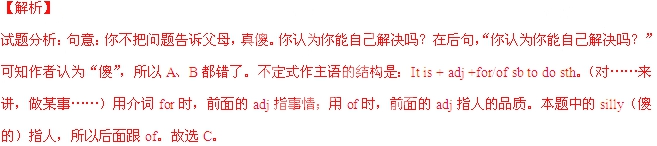 【解析】
试题分析：句意：你不把问题告诉父母，真傻。你认为你能自己解决吗？在后句，“你认为你能自己解决吗？”
可知作者认为“傻”，所以 A、B 都错了。不定式作主语的结构是：It is + adj +for/of sb to do sth。（对……来
讲，做某事……）用介词 for 时，前面的 adj 指事情；用 of 时，前面的 adj 指人的品质。本题中的 silly（傻
的）指人，所以后面跟 of。故选 C。